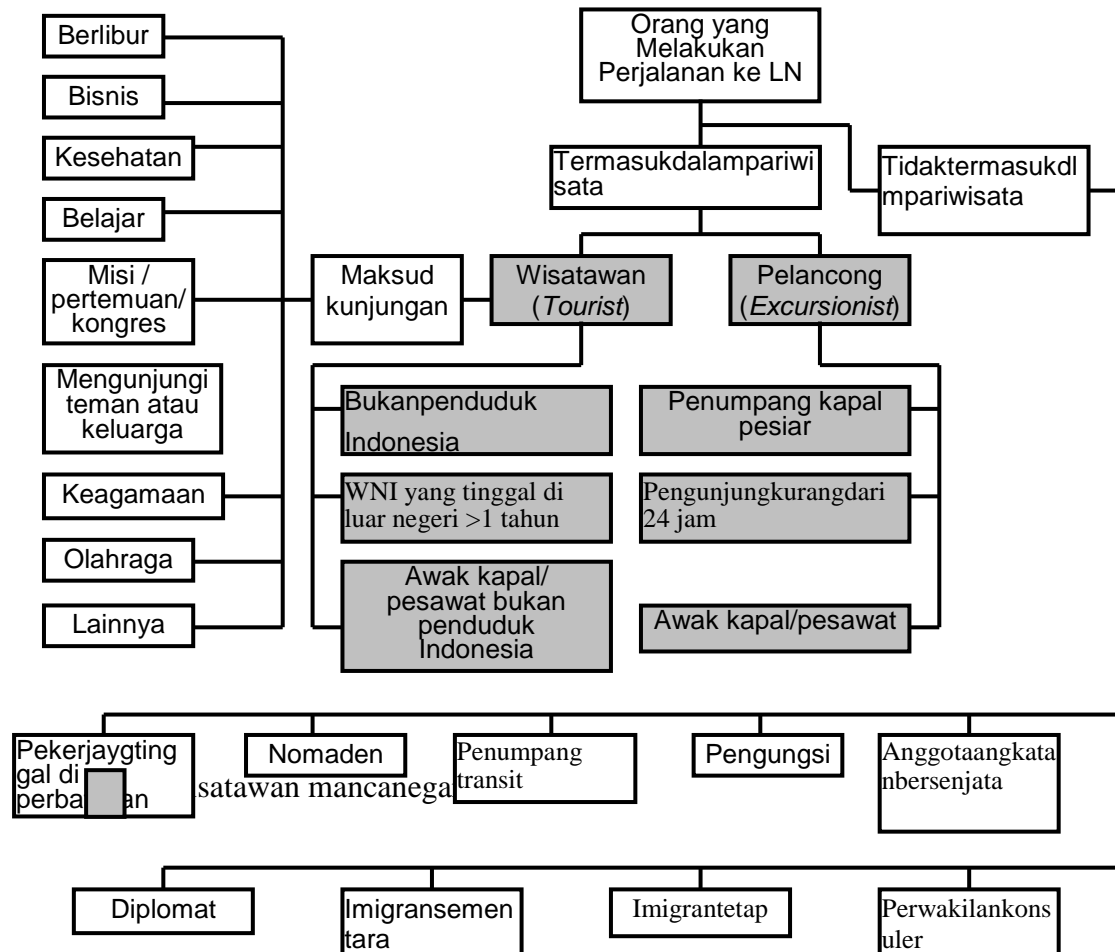 Orang yang
Melakukan
Perjalanan ke LN
Termasukdalampariwi
sata
Tidaktermasukdl
mpariwisata
Berlibur
Bisnis
Kesehatan
Belajar
Misi /
pertemuan/
kongres
Mengunjungi
teman atau
keluarga
Keagamaan
Olahraga
Lainnya
Maksud
kunjungan
Wisatawan
(Tourist)
Pelancong
(Excursionist)
Bukanpenduduk
Indonesia
WNI yang tinggal di
luar negeri >1 tahun
Awak kapal/
pesawat bukan
penduduk
Indonesia
Penumpang kapal
pesiar
Pengunjungkurangdari
24 jam
Awak kapal/pesawat
Pekerjaygting
gal di
Nomaden
Penumpang
transit
Pengungsi
Anggotaangkata
nbersenjata
mancanega
Diplomat
Imigransemen
tara
Imigrantetap
Perwakilankons
uler